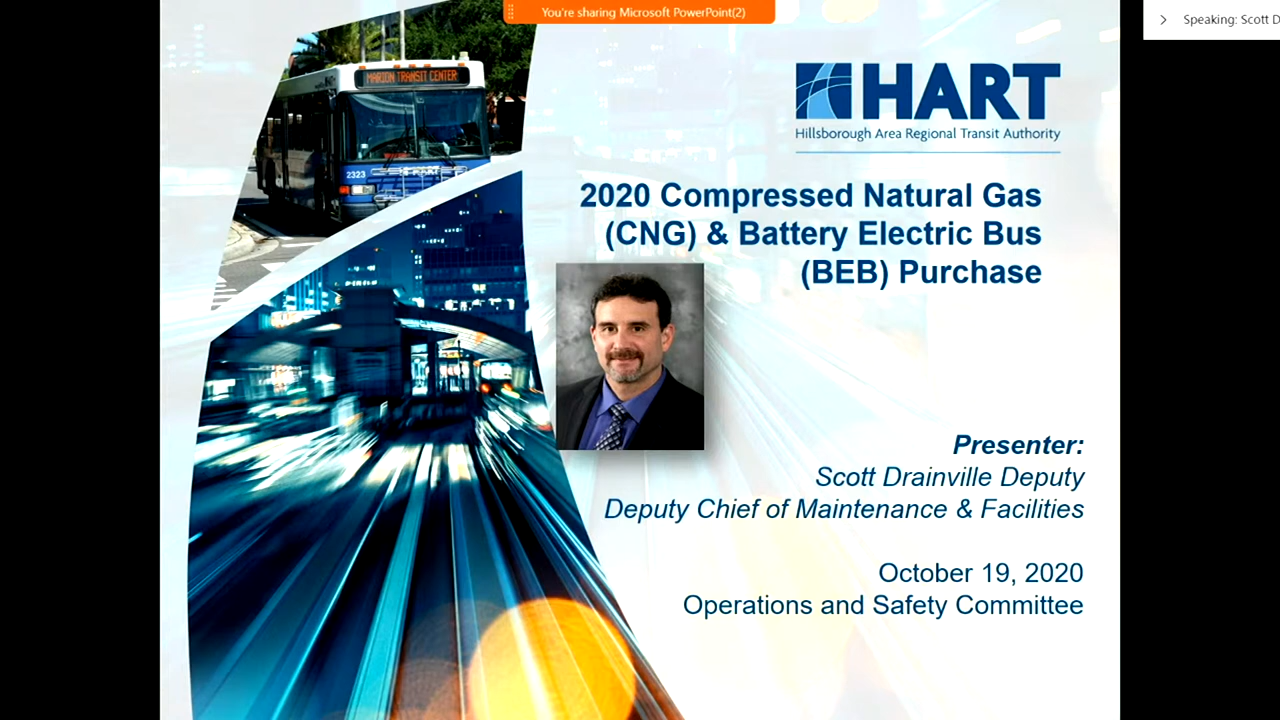 You're sharing Microsoft PowerPoint(2)
Speaking: Scott D
MARION TRANSIT CENTER
2323
HART
HART
Hillsborough Area Regional Transit Authority
2020 Compressed Natural Gas
(CNG) & Battery Electric Bus
(BEB) Purchase
Presenter:
Scott Drainville Deputy
Deputy Chief of Maintenance & Facilities
October 19, 2020
Operations and Safety Committee